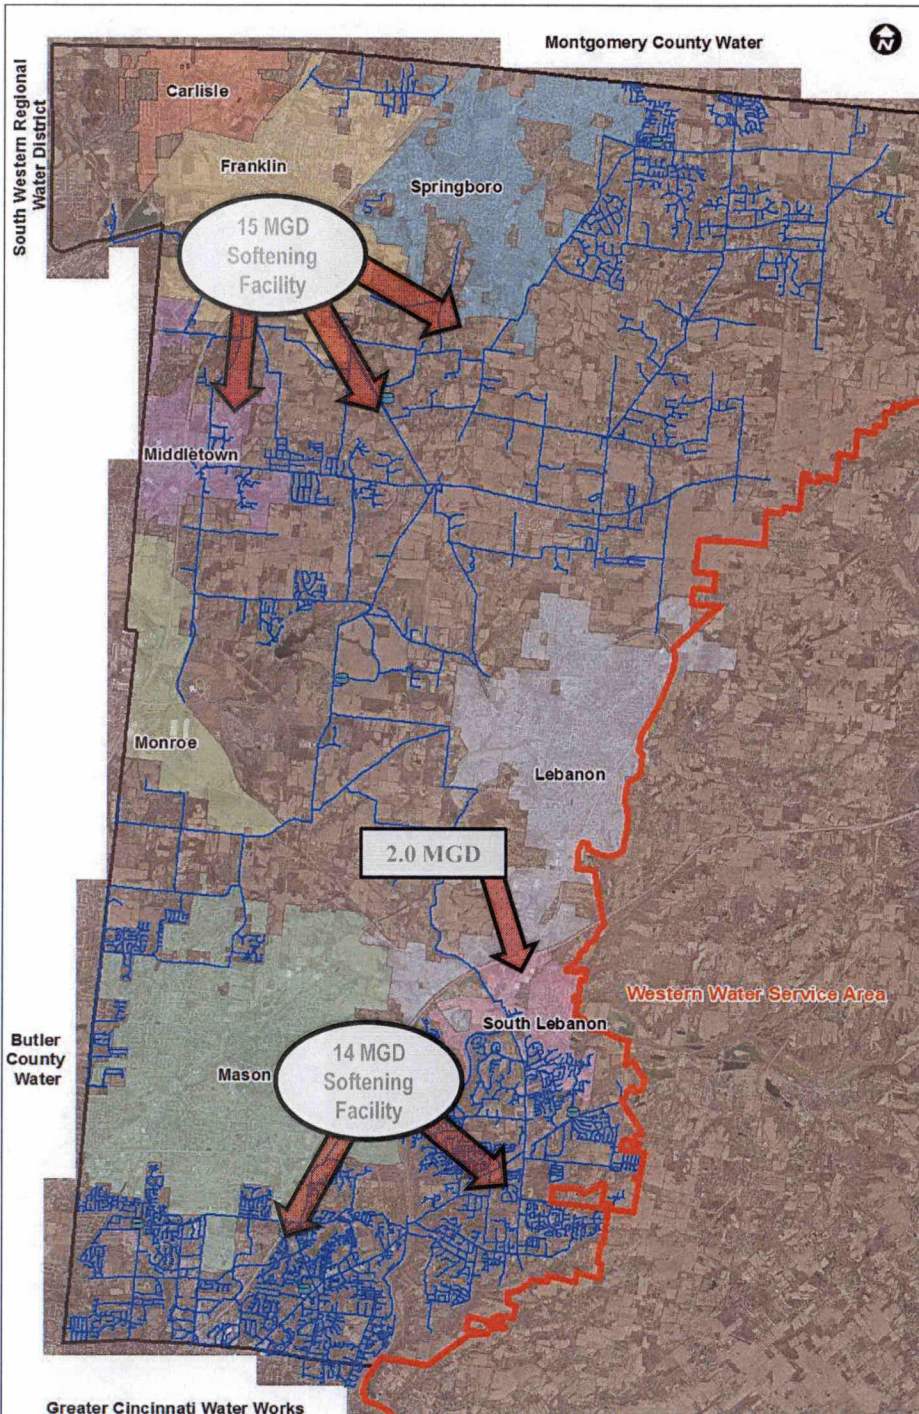 Montgomery County Water
N
South Western Regional
Water District
Carlisle
Franklin
Springboro
15 MGD
Softening
Facility
Middletown
Monroe
Lebanon
2.0 MGD
Western Water Service Area
South Lebanon
Butler
County
Water
Mason
14 MGD
Softening
Facility
Greater Cincinnati Water Works